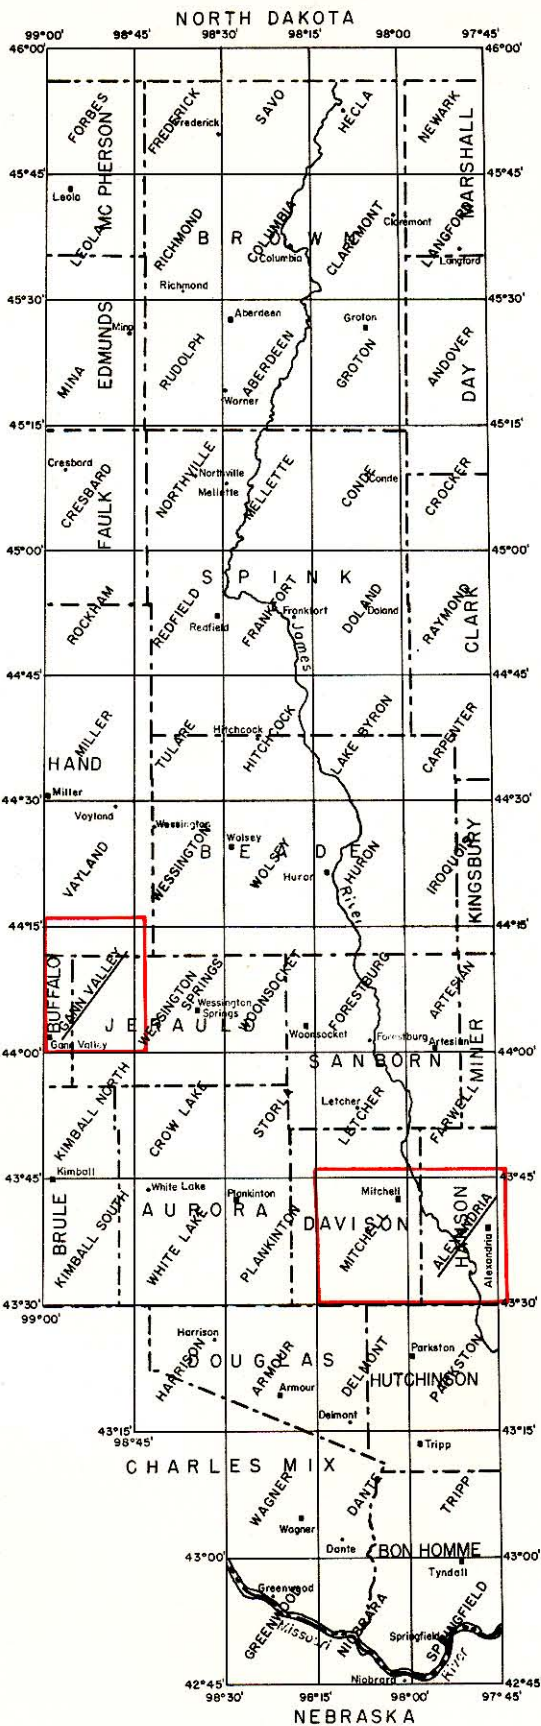 NORTH DAKOTA
99°00' 98°45' 98°30' 98°15' 98°00' 97°45'
46°00' 46°00'
FORBES FREDERICK SAVO HECLA NEWARK
Frederick
MC PHERSON MARSHALL
45°45' 45°45'
Leola
LEOLA RICHMOND COLUMBIA CLAREMONT LANGFORD
Claremont
BROWN
Columbia Langford
Richmond
45°30' 45°30'
Mina Aberdeen Groton
EDMUNDS DAY
MINA RUDOLPH ABERDEEN GROTON ANDOVER
Warner
45°15' 45°15'
Cresbard Northville Conde
Mellette
CRESBARD NORTHVILLE MELLETTE CONDE CROCKER
FAULK
45°00' 45°00'
SPINK
ROCKHAM REDFIELD FRANKFORT DOLAND RAYMOND
Redfield Frankfort Doland
CLARK
James
44°45' 44°45'
MILLER TULARE HITCHCOCK LAKE BYRON CARPENTER
Hitchcock
HAND
Miller
44°30' 44°30'
Vayland Wessington Wolsey
BEADLE
VAYLAND WESSINGTON WOLSEY HURON IROQUOIS
Huron
KINGSBURY
River
44°15' 44°15'
BUFFALO
GANN VALLEY WESSINGTON SPRINGS WOONSOCKET FORESTBURG ARTESIAN
Wessington
Springs
JERAULD
Gann Valley Woonsocket Forestburg Artesian
44°00' 44°00'
SANBORN MINER
KIMBALL NORTH CROW LAKE STORLA LETCHER FARWELL
Letcher
43°45' 43°45'
Kimball White Lake Plankinton Mitchell
BRULE AURORA DAVISON HANSON
KIMBALL SOUTH WHITE LAKE PLANKINTON MITCHELL ALEXANDRIA
Alexandria
43°30' 43°30'
99°00'
Harrison Parkston
DOUGLAS
HARRISON ARMOUR DELMONT PARKSTON
HUTCHINSON
Armour
Delmont
43°15' 43°15'
98°45'
Tripp
CHARLES MIX
WAGNER DANTE TRIPP
Wagner
Dante
BON HOMME
43°00' 43°00'
Tyndall
Greenwood
GREENWOOD NIOBRARA SPRINGFIELD
Missouri Springfield River
Niobrara
42°45' 42°45'
98°30' 98°15' 98°00' 97°45'
NEBRASKA